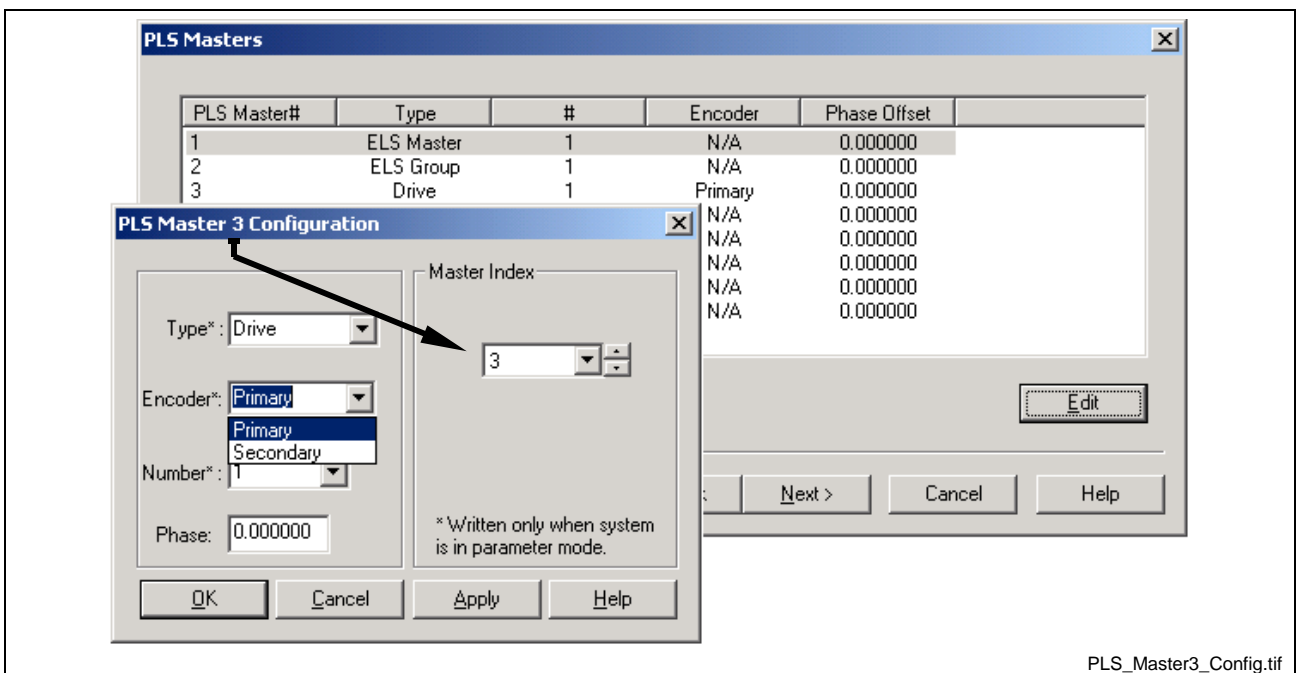 PLS Masters
PLS Master# Type # Encoder Phase Offset
1 ELS Master 1 N/A 0.000000
2 ELS Group 1 N/A 0.000000
3 Drive 1 Primary 0.000000
N/A 0.000000
N/A 0.000000
N/A 0.000000
N/A 0.000000
N/A 0.000000
Edit
Next > Cancel Help
PLS Master 3 Configuration
Master Index
Type* : Drive
3
Encoder*: Primary
Primary
Secondary
Number* : 1
Phase: 0.000000
* Written only when system
is in parameter mode.
OK Cancel Apply Help
PLS_Master3_Config.tif